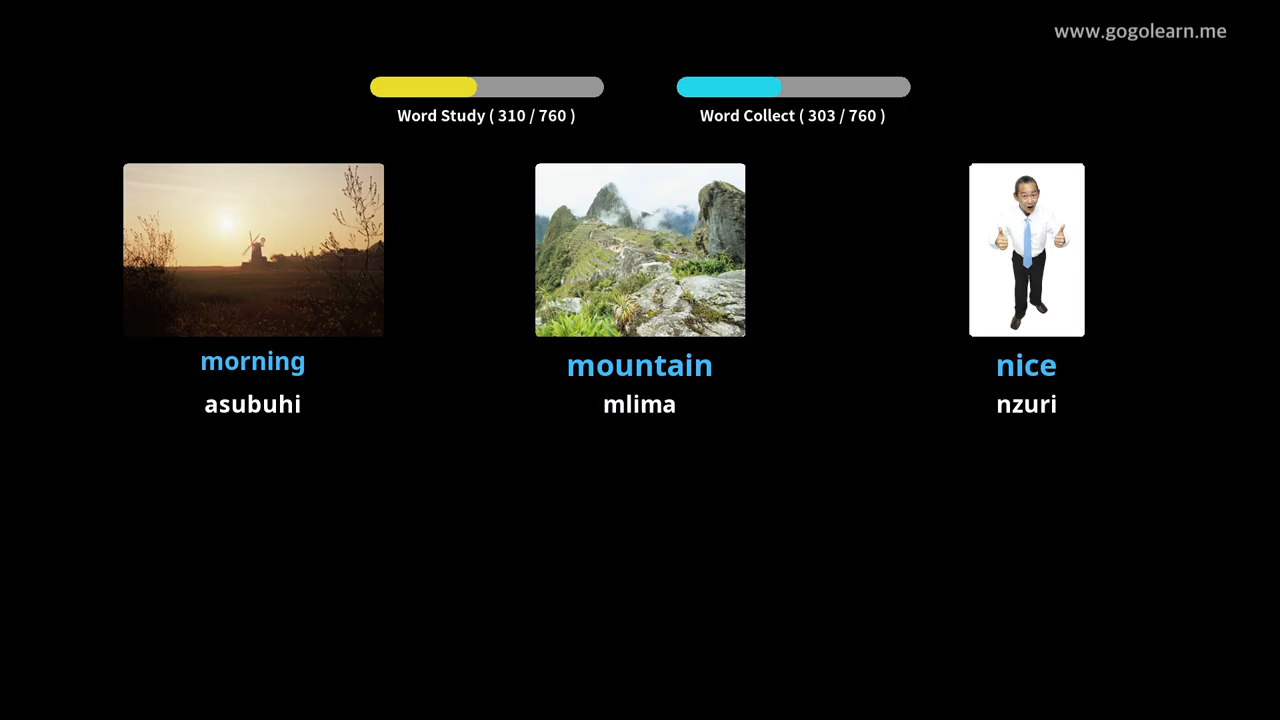 www.gogolearn.me
Word Study ( 310 / 760 )
Word Collect ( 303 / 760 )
morning
mountain
nice
asubuhi
mlima
nzuri